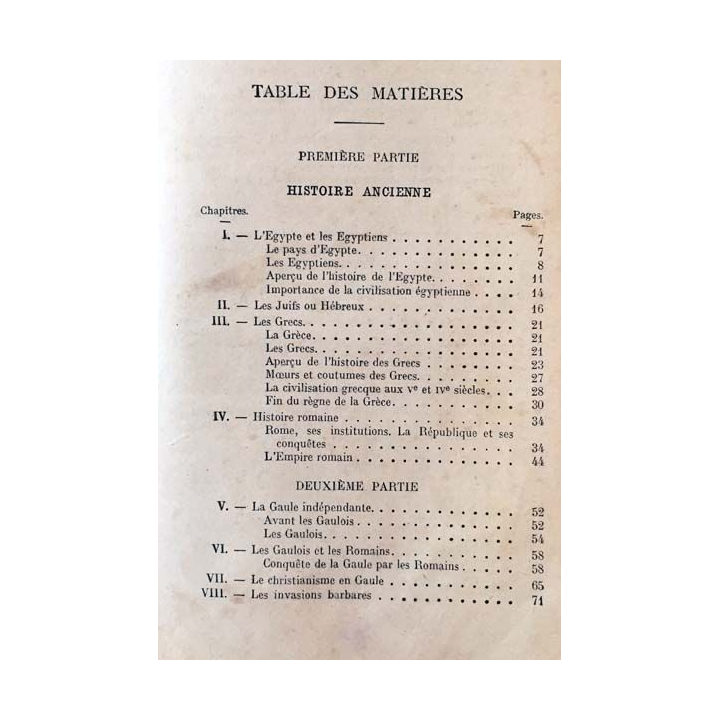 TABLE DES MATIÈRES
PREMIÈRE PARTIE
HISTOIRE ANCIENNE
Chapitres. Pages.
I. — L'Egypte et les Egyptiens . . . . . . . . . . . . 7
Le pays d'Egypte. . . . . . . . . . . . . . . 7
Les Egyptiens. . . . . . . . . . . . . . . . 8
Aperçu de l'histoire de l'Egypte. . . . . . . . 11
Importance de la civilisation égyptienne . . . . 14
II. — Les Juifs ou Hébreux . . . . . . . . . . . . . . 16
III. — Les Grecs. . . . . . . . . . . . . . . . . . . 21
La Grèce. . . . . . . . . . . . . . . . . . 21
Les Grecs. . . . . . . . . . . . . . . . . . 21
Aperçu de l'histoire des Grecs . . . . . . . . 23
Mœurs et coutumes des Grecs. . . . . . . . . 27
La civilisation grecque aux Ve et IVe siècles. . . 28
Fin du règne de la Grèce. . . . . . . . . . . 30
IV. — Histoire romaine . . . . . . . . . . . . . . . . 34
Rome, ses institutions. La République et ses
conquêtes . . . . . . . . . . . . . . . . 34
L'Empire romain . . . . . . . . . . . . . . . 44
DEUXIÈME PARTIE
V. — La Gaule indépendante. . . . . . . . . . . . . . 52
Avant les Gaulois . . . . . . . . . . . . . . . 52
Les Gaulois. . . . . . . . . . . . . . . . . 54
VI. — Les Gaulois et les Romains. . . . . . . . . . . . 58
Conquête de la Gaule par les Romains . . . . . 58
VII. — Le christianisme en Gaule . . . . . . . . . . . . 65
VIII. — Les invasions barbares . . . . . . . . . . . . . 71